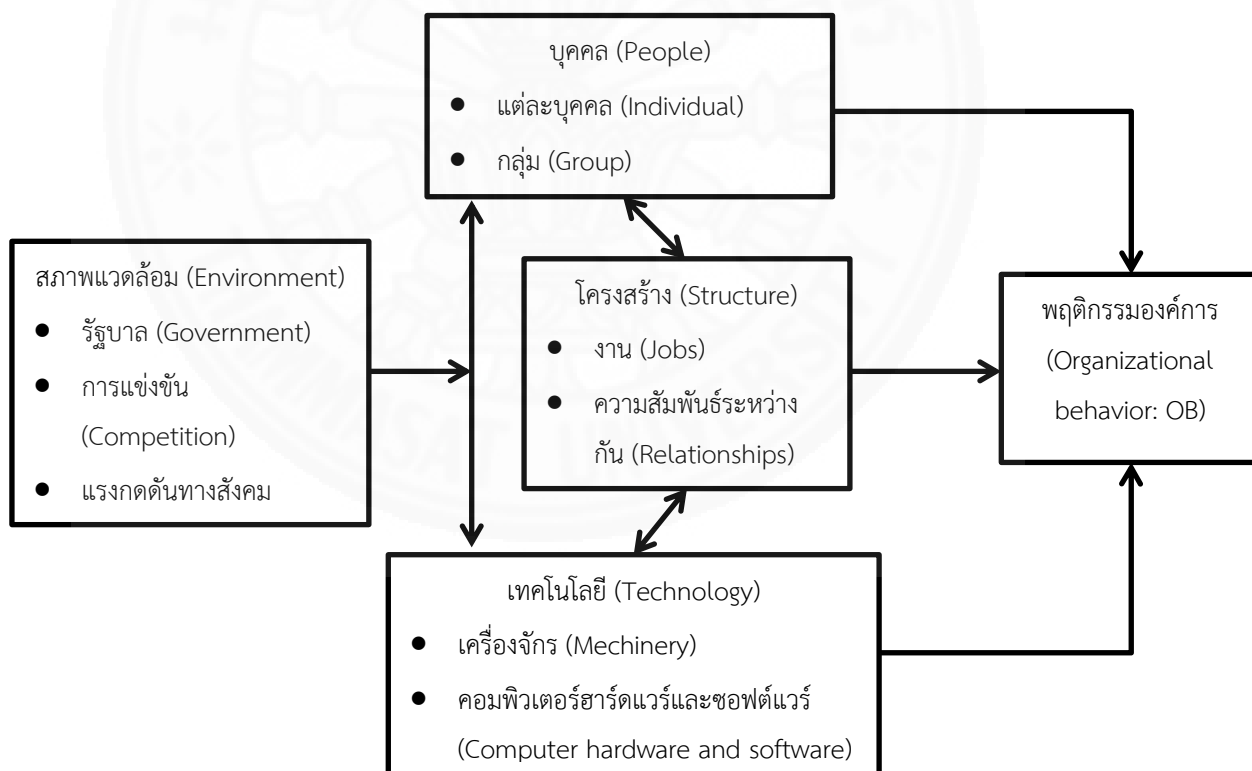 บุคคล (People)
● แต่ละบุคคล (Individual)
● กลุ่ม (Group)
สภาพแวดล้อม (Environment)
● รัฐบาล (Government)
● การแข่งขัน
(Competition)
● แรงกดดันทางสังคม
โครงสร้าง (Structure)
● งาน (Jobs)
● ความสัมพันธ์ระหว่าง
กัน (Relationships)
พฤติกรรมองค์การ
(Organizational
behavior: OB)
เทคโนโลยี (Technology)
● เครื่องจักร (Mechinery)
● คอมพิวเตอร์ฮาร์ดแวร์และซอฟต์แวร์
(Computer hardware and software)